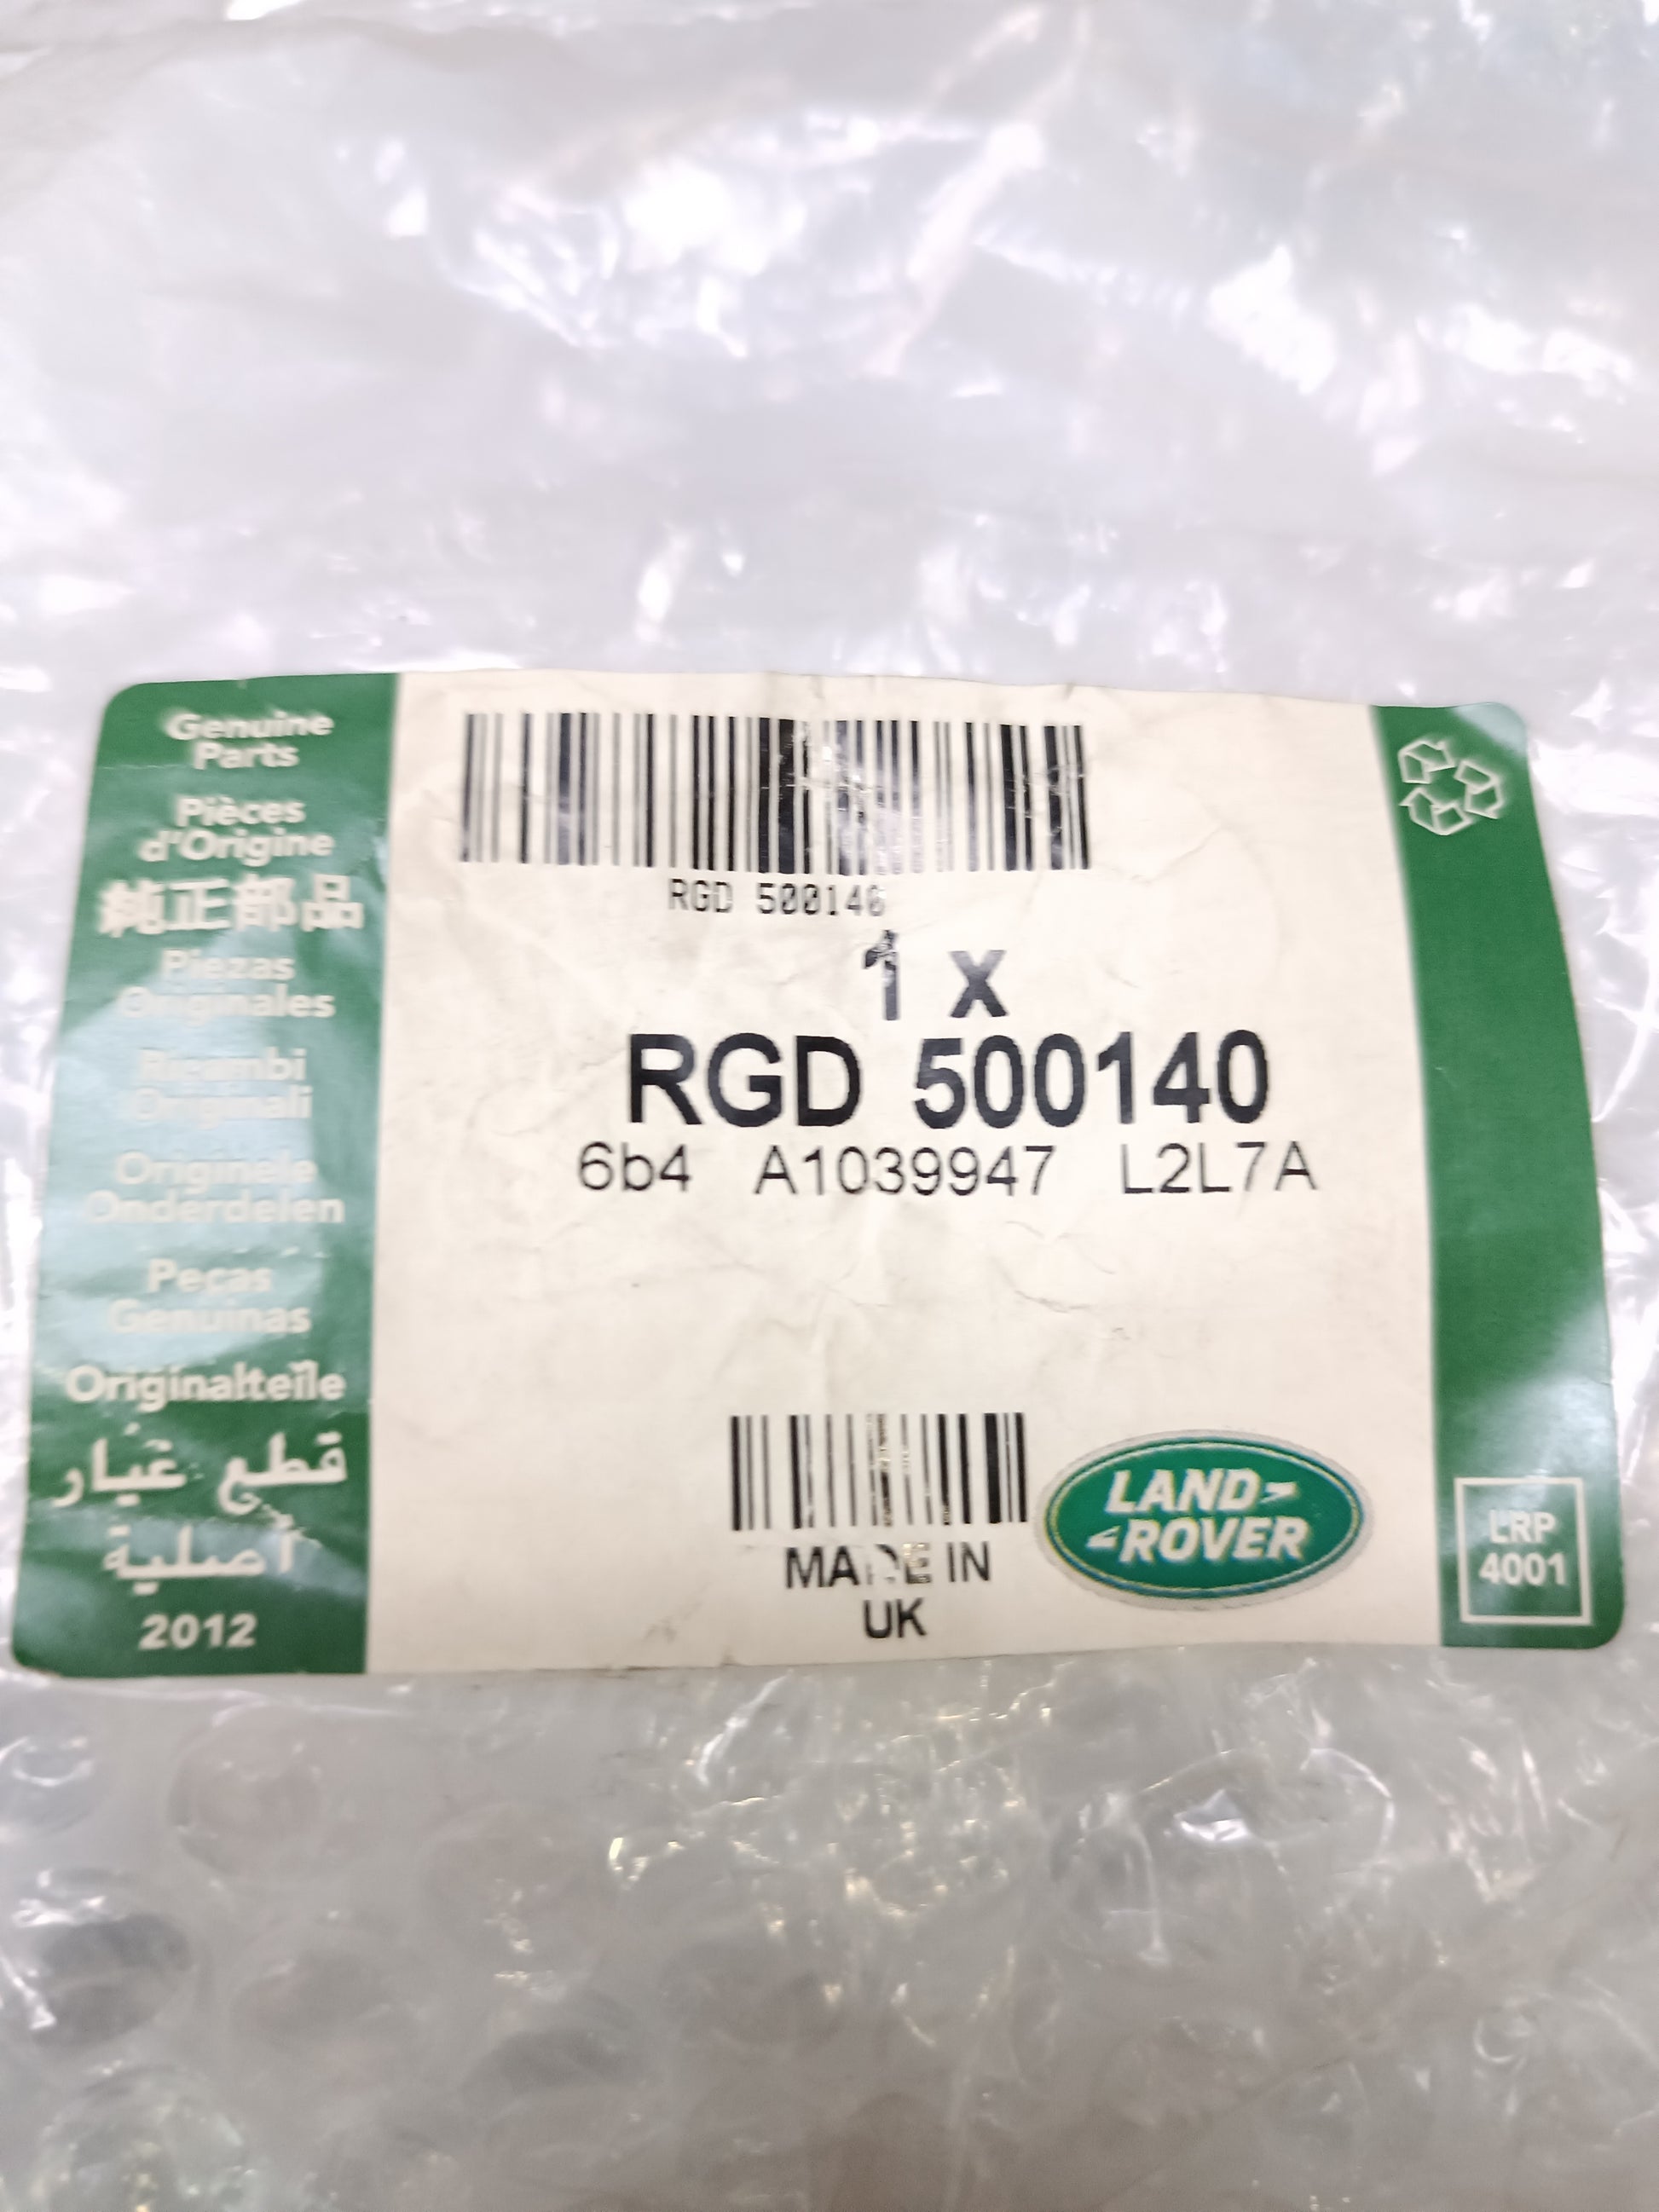 Genuine
Parts
Pièces
d'Origine
純正部品
Piezas
Originales
Ricambi
Originali
Originele
Onderdelen
Peças
Genuínas
Originalteile
قطع غيار
أصلية
2012
RGD 500140
1 x
RGD 500140
6b4 A1039947 L2L7A
MADE IN
UK
LAND-
-ROVER
LRP
4001